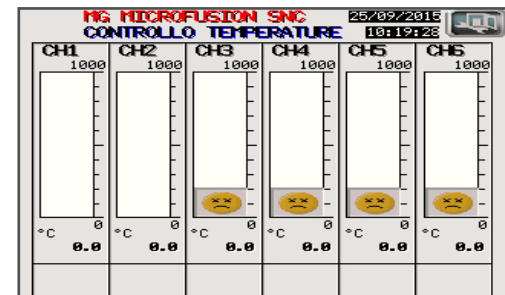 MG MICROFUSION SNC 25/09/2015
CONTROLLO TEMPERATURE 10:19:28
CH1 CH2 CH3 CH4 CH5 CH6
1000 1000 1000 1000 1000 1000
0 0 0 0 0 0
°C °C °C °C °C °C
0.0 0.0 0.0 0.0 0.0 0.0